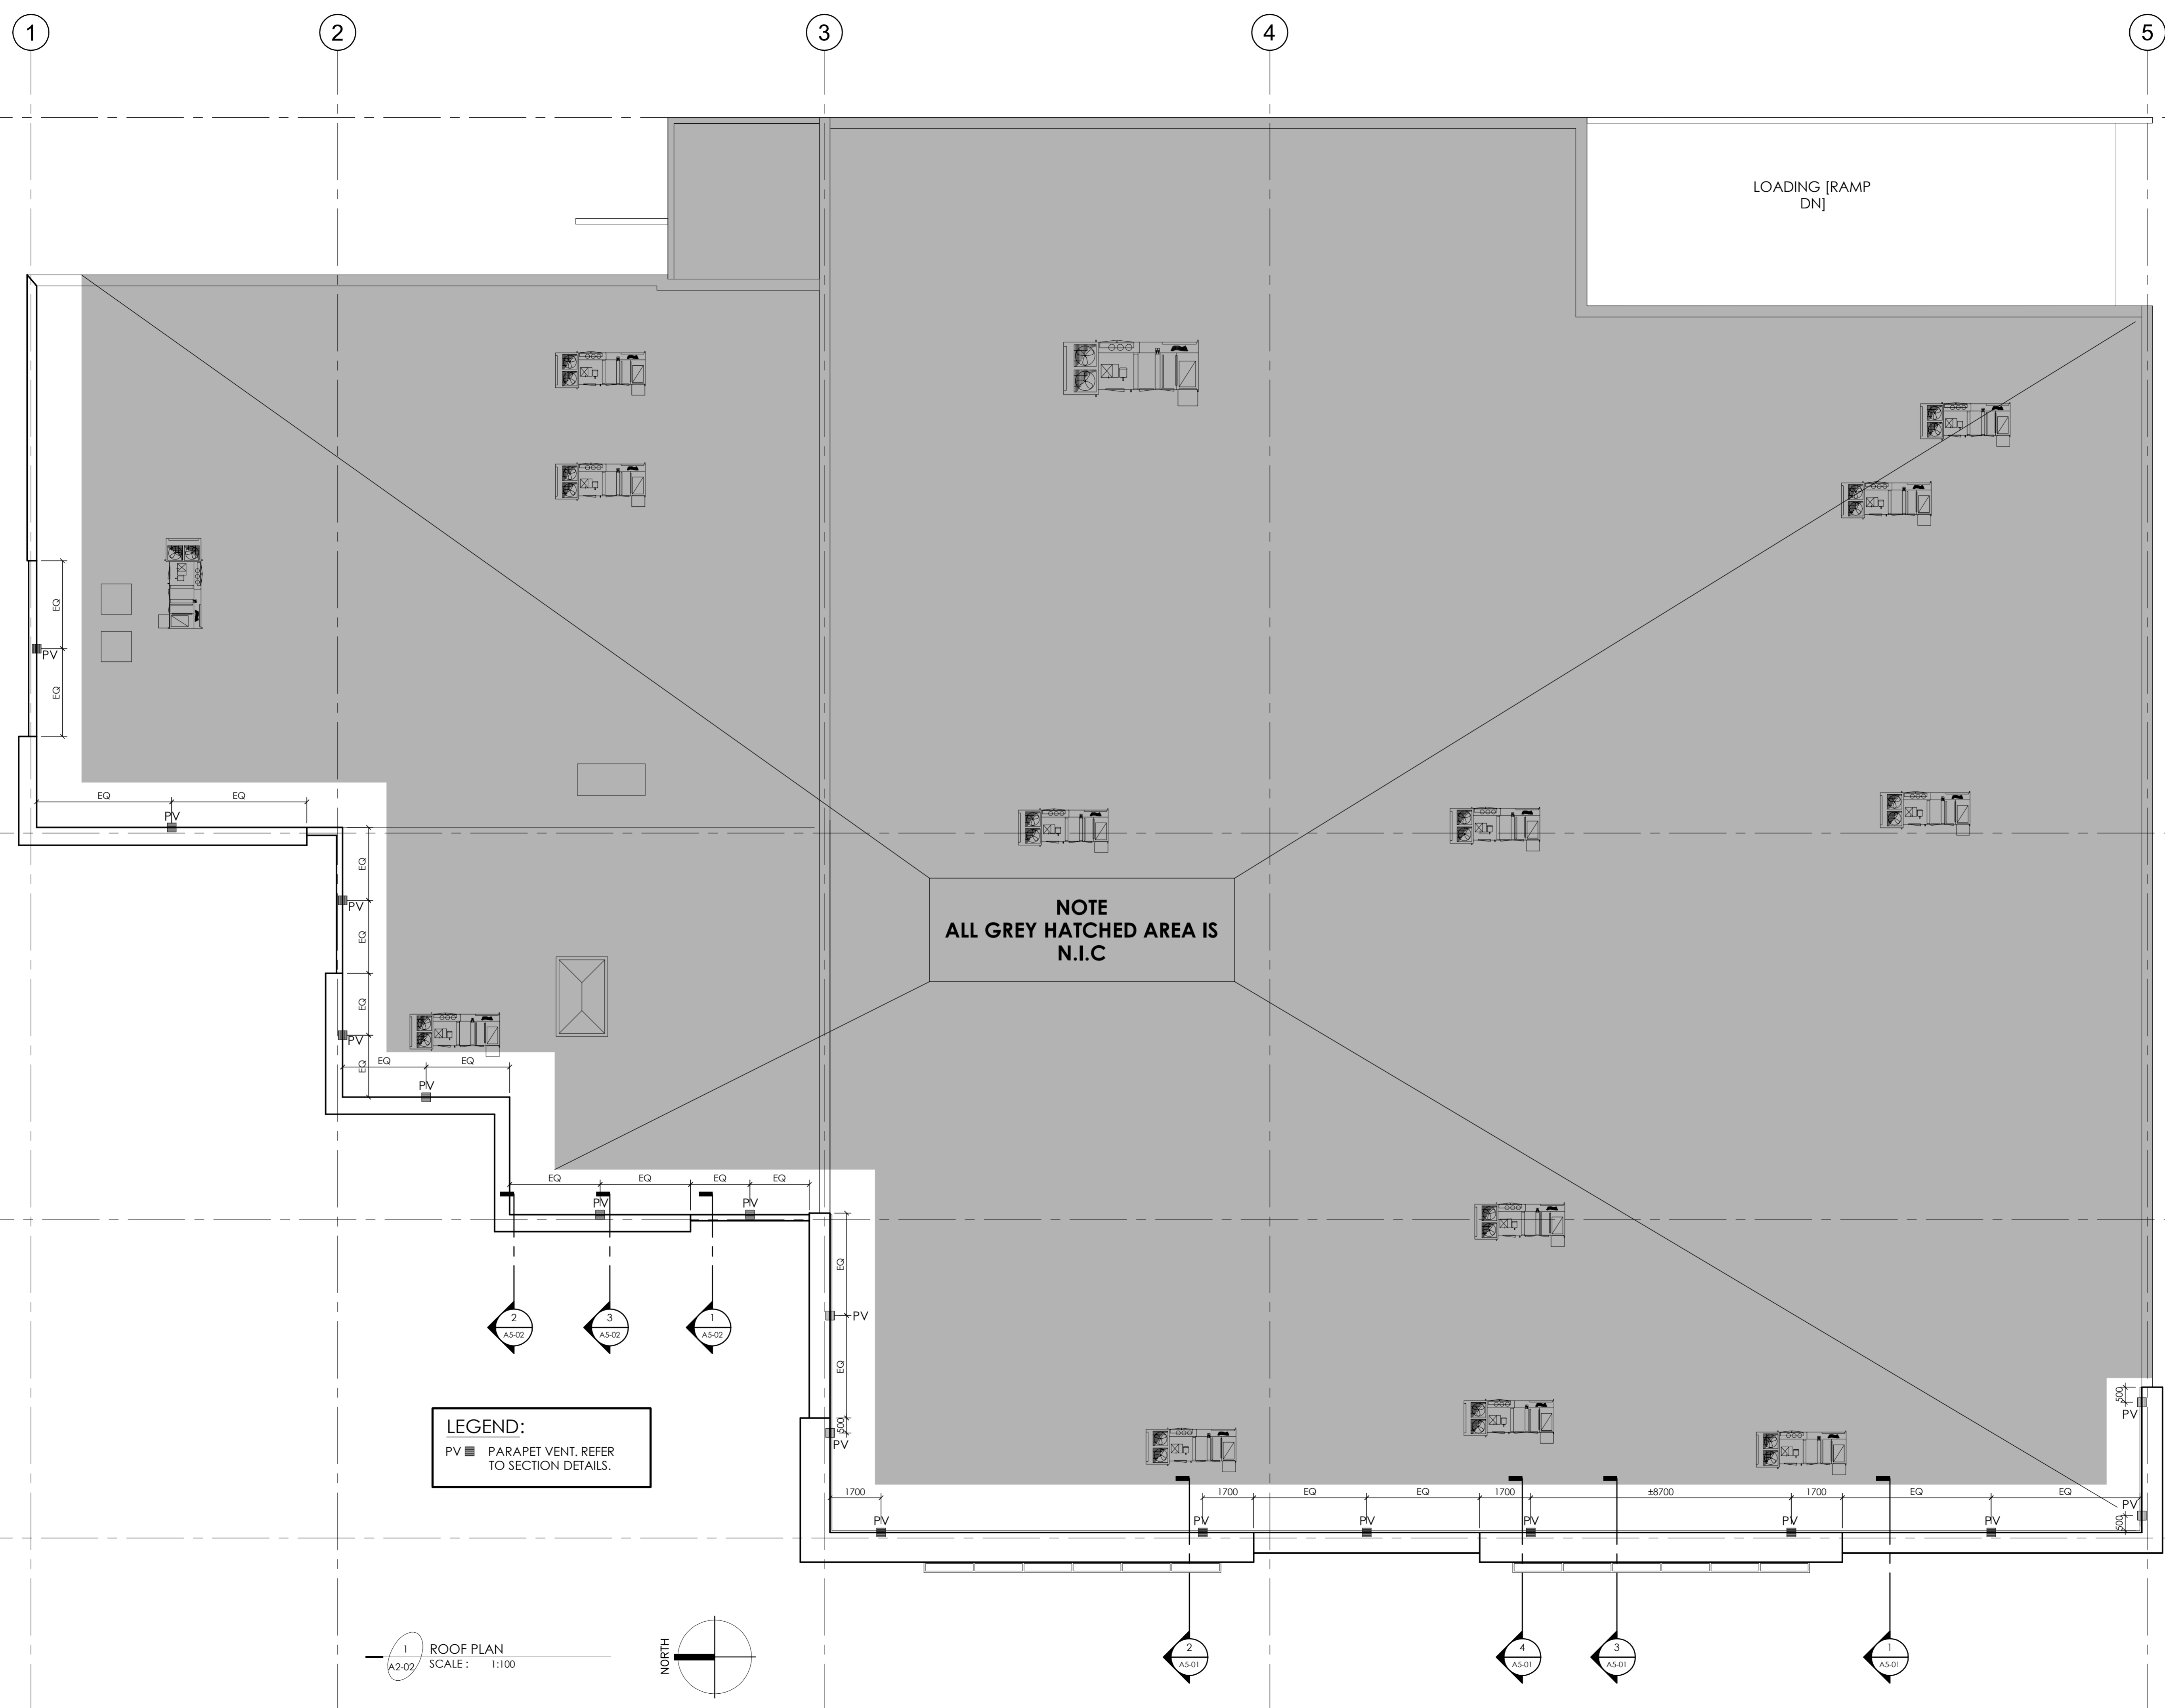 1
2
3
4
5
LOADING [RAMP
DN]
EQ
PV
EQ
EQ
EQ
PV
EQ
PV
EQ
EQ
PV
EQ
EQ
EQ
PV
NOTE
ALL GREY HATCHED AREA IS
N.I.C
EQ
EQ
EQ
EQ
PV
PV
EQ
PV
EQ
500
PV
2
A5-02
3
A5-02
1
A5-02
LEGEND:
PV PARAPET VENT. REFER
TO SECTION DETAILS.
500
PV
1700
1700
EQ
EQ
1700
±8700
1700
EQ
EQ
PV
PV
PV
PV
PV
PV
PV
500
1
A2-02
ROOF PLAN
SCALE : 1:100
NORTH
2
A5-01
4
A5-01
3
A5-01
1
A5-01